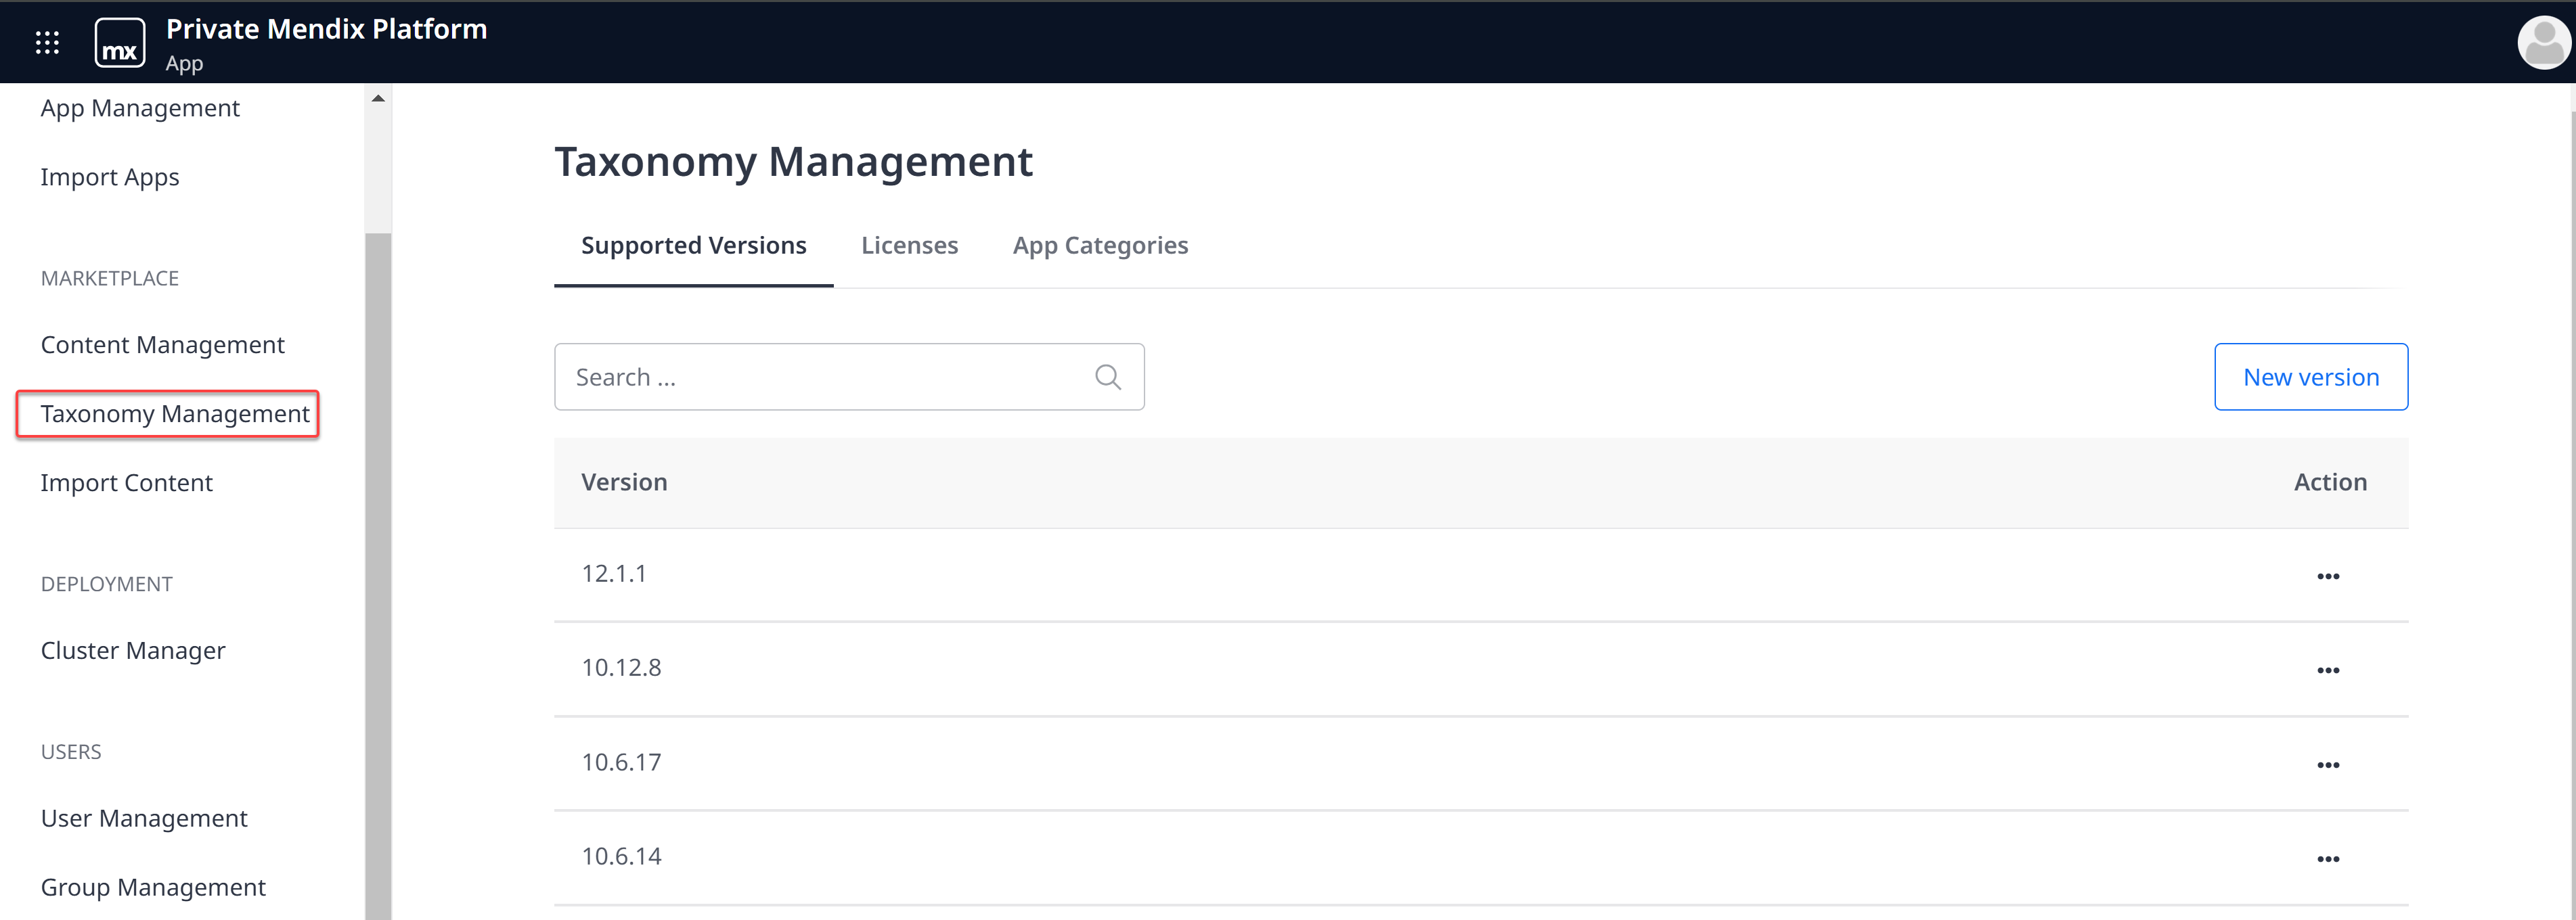 Private Mendix Platform
mx
App
App Management
Import Apps
MARKETPLACE
Content Management
Taxonomy Management
Import Content
DEPLOYMENT
Cluster Manager
USERS
User Management
Group Management
Taxonomy Management
Supported Versions Licenses App Categories
Search ...
New version
Version Action
12.1.1
10.12.8
10.6.17
10.6.14